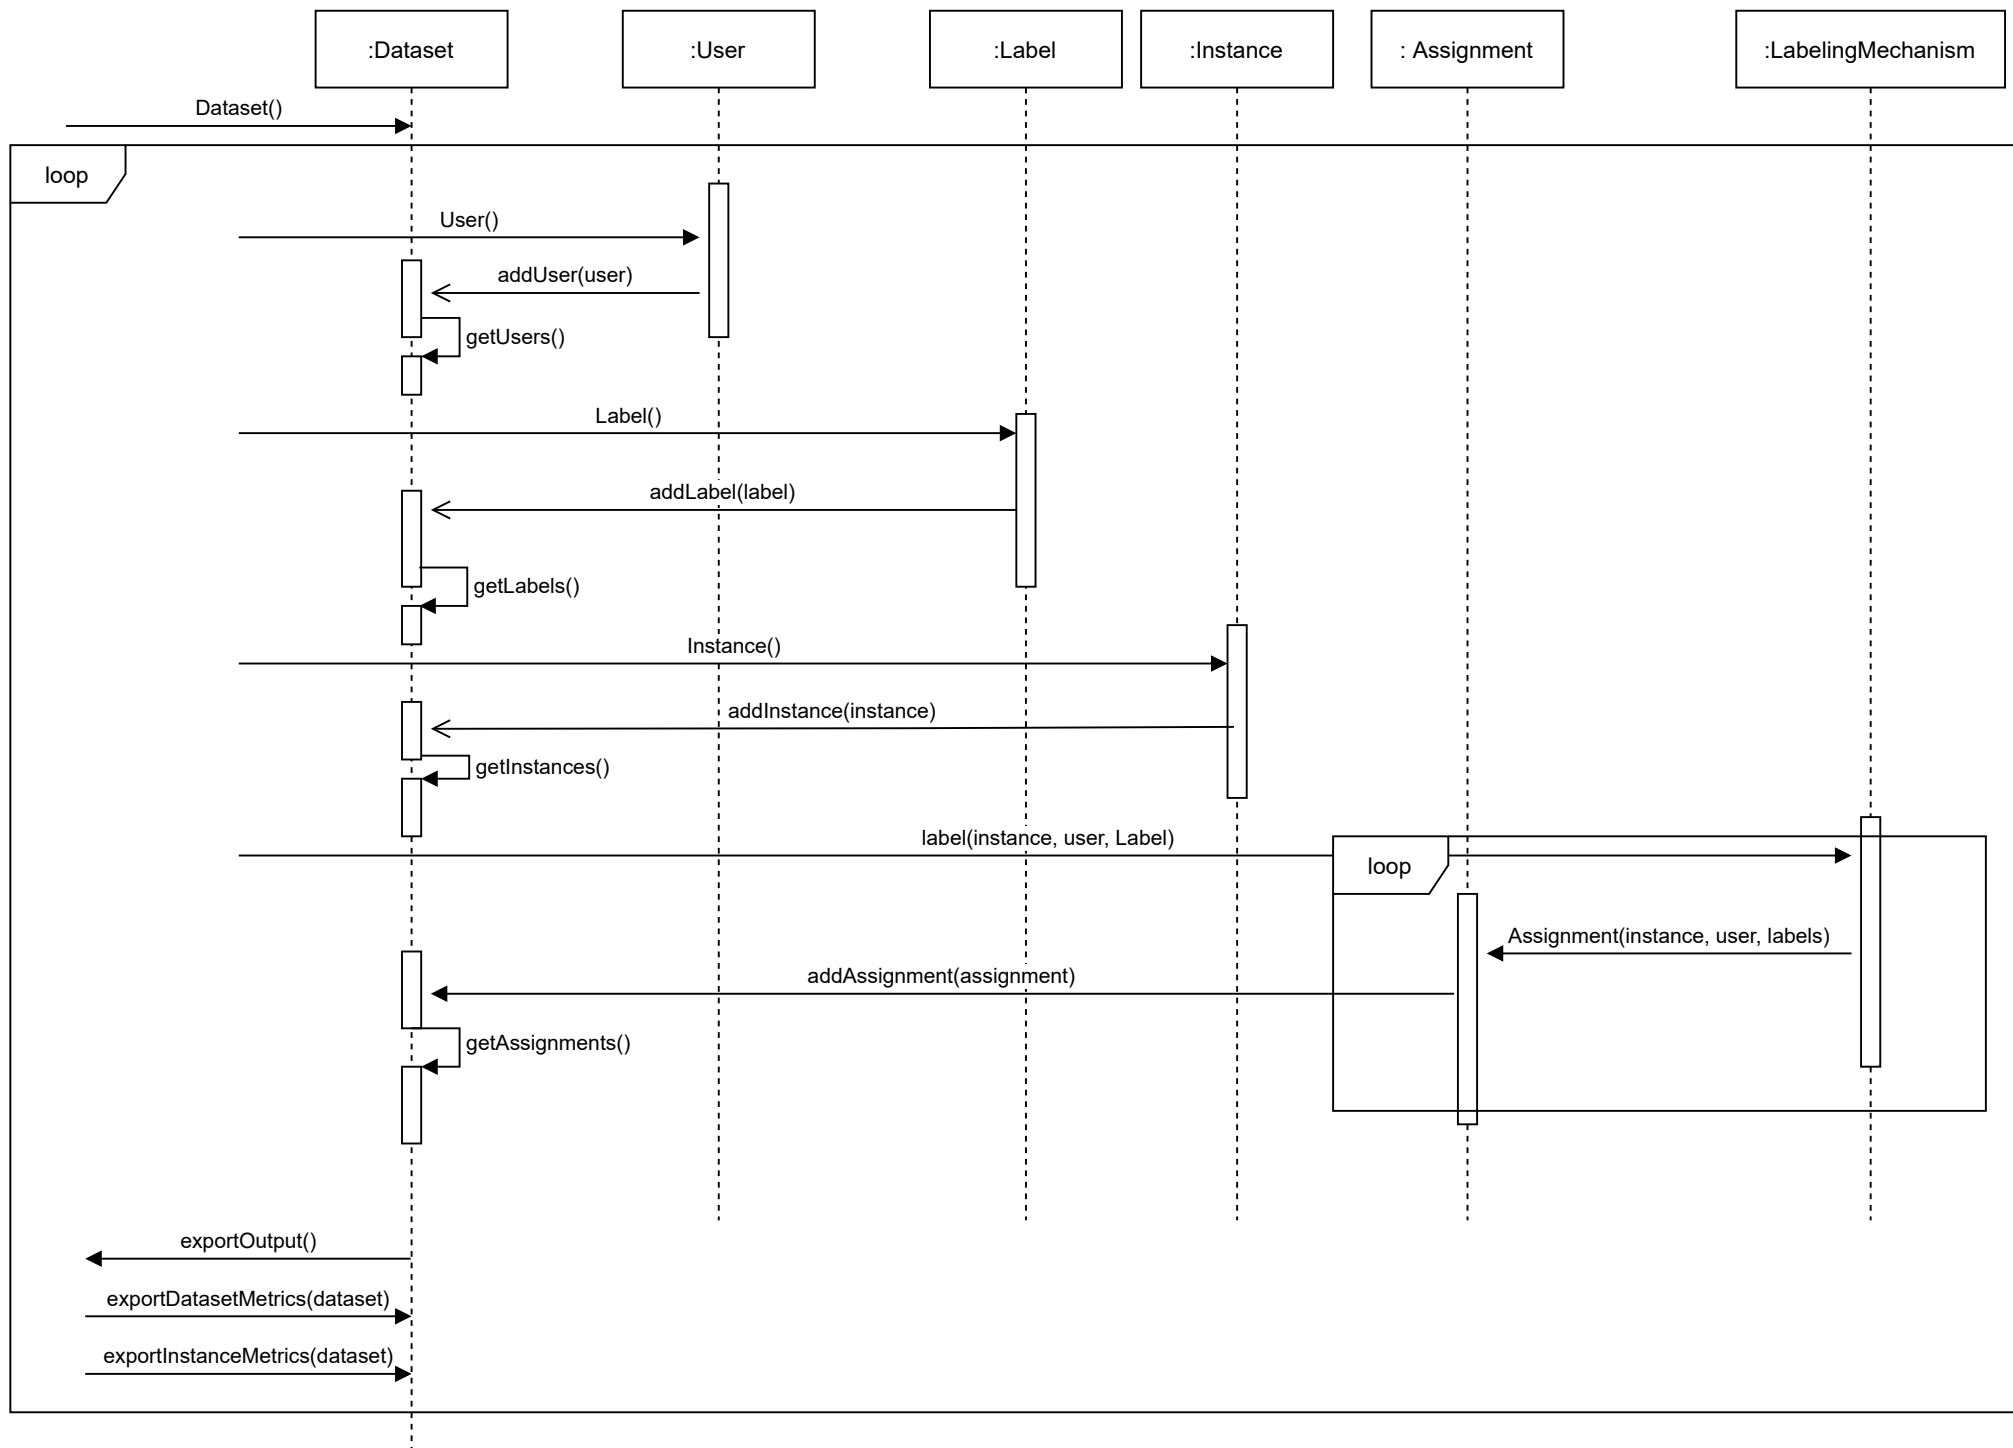 :Dataset
:User
:Label
:Instance
: Assignment
:LabelingMechanism
Dataset()
loop
User()
addUser(user)
getUsers()
Label()
addLabel(label)
getLabels()
Instance()
addInstance(instance)
getInstances()
label(instance, user, Label)
loop
Assignment(instance, user, labels)
addAssignment(assignment)
getAssignments()
exportOutput()
exportDatasetMetrics(dataset)
exportInstanceMetrics(dataset)